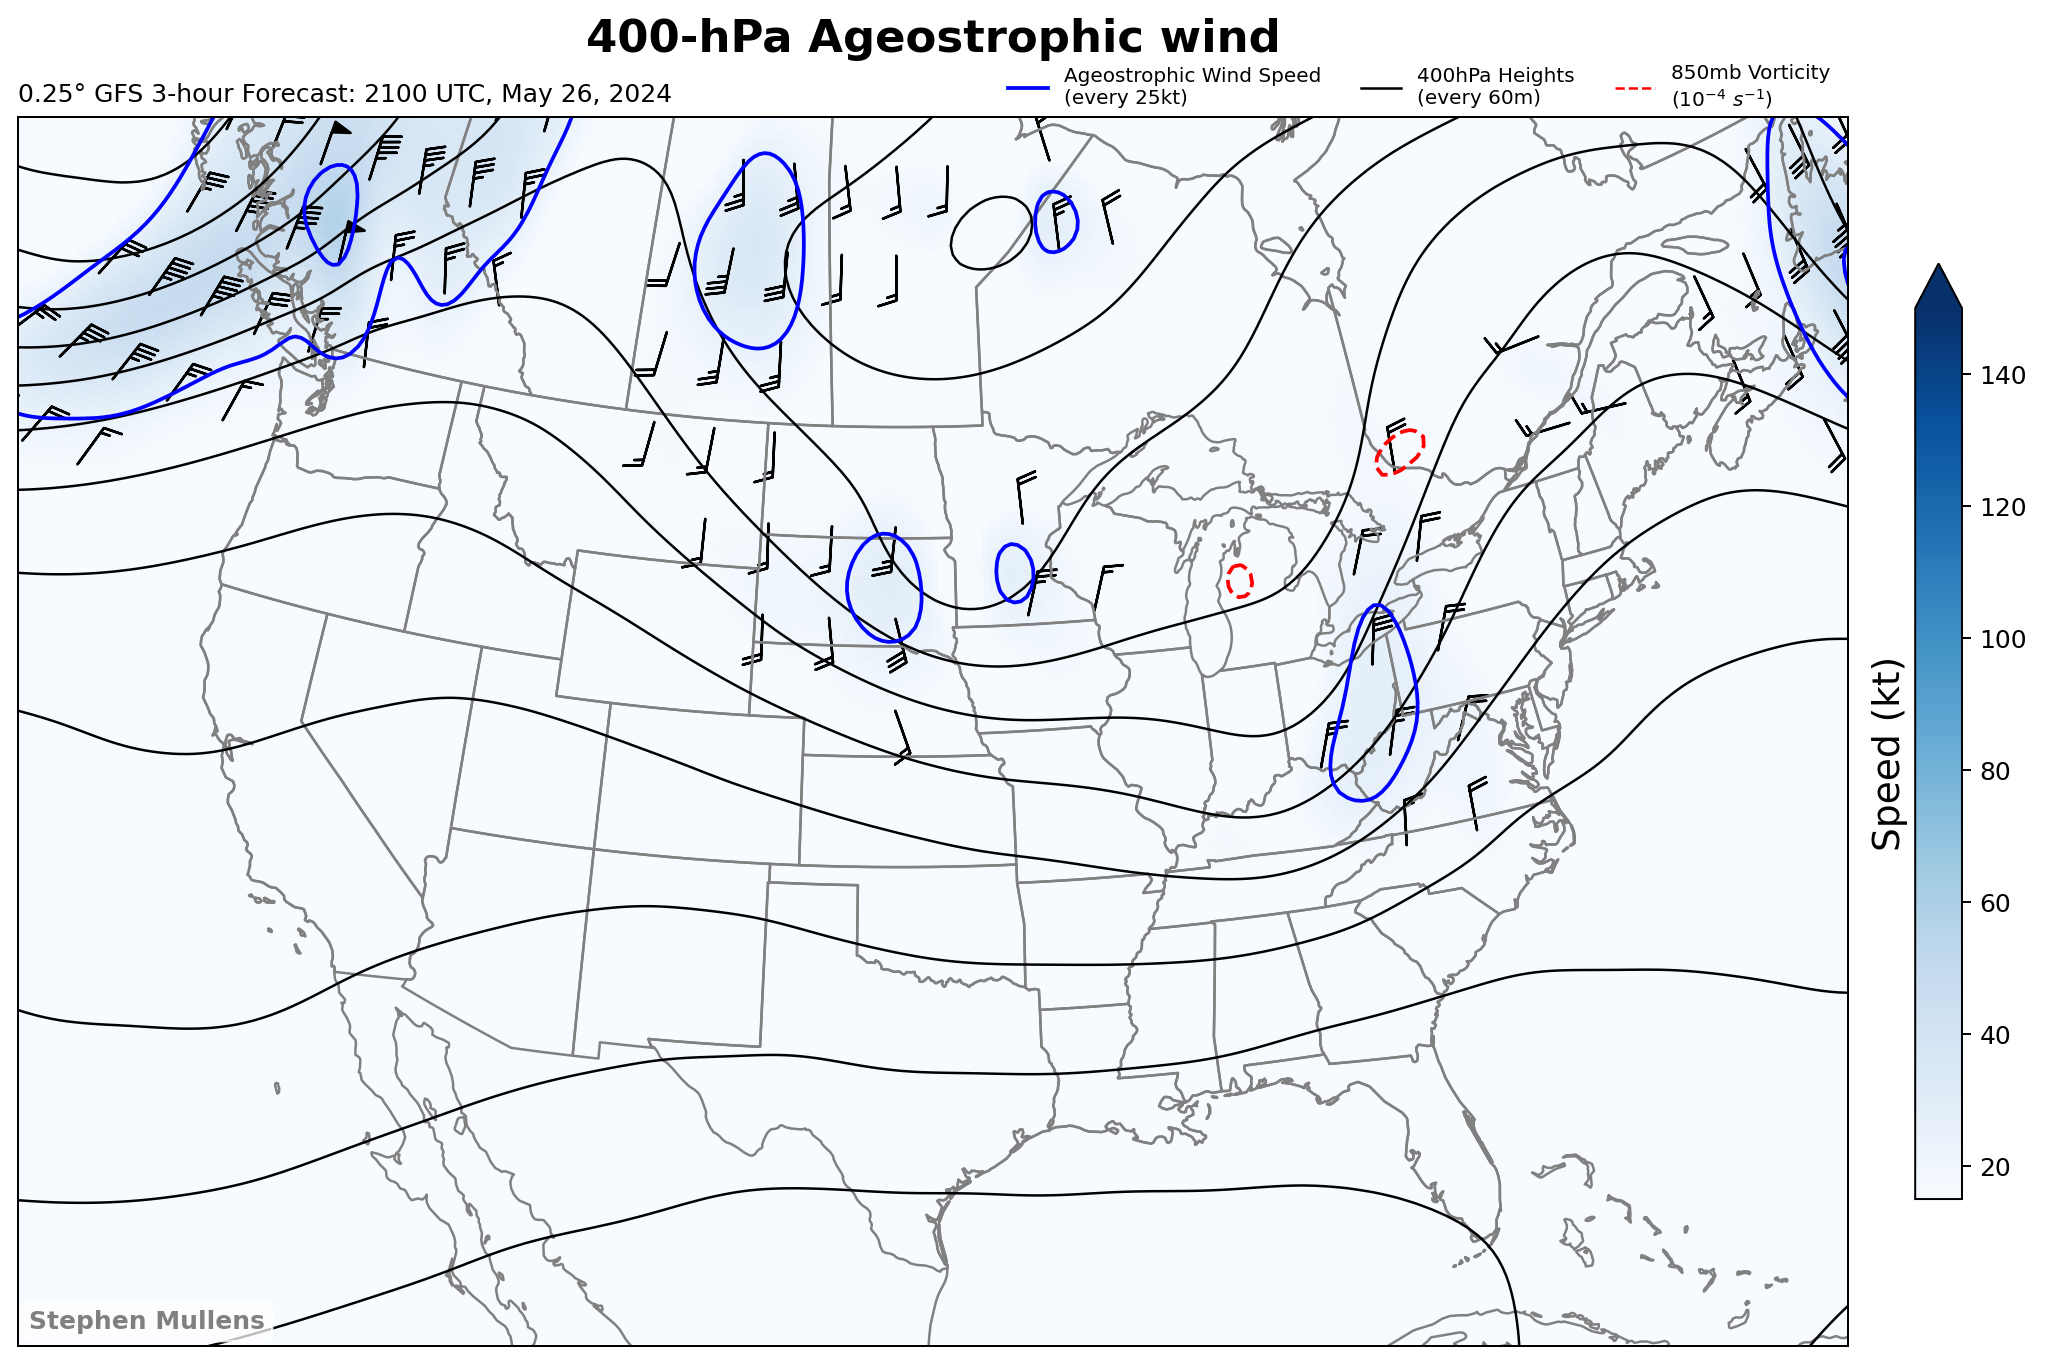 400-hPa Ageostrophic wind
0.25° GFS 3-hour Forecast: 2100 UTC, May 26, 2024
Ageostrophic Wind Speed
(every 25kt)
400hPa Heights
(every 60m)
850mb Vorticity
(10⁻⁴ s⁻¹)
140
120
100
80
60
40
20
Speed (kt)
Stephen Mullens